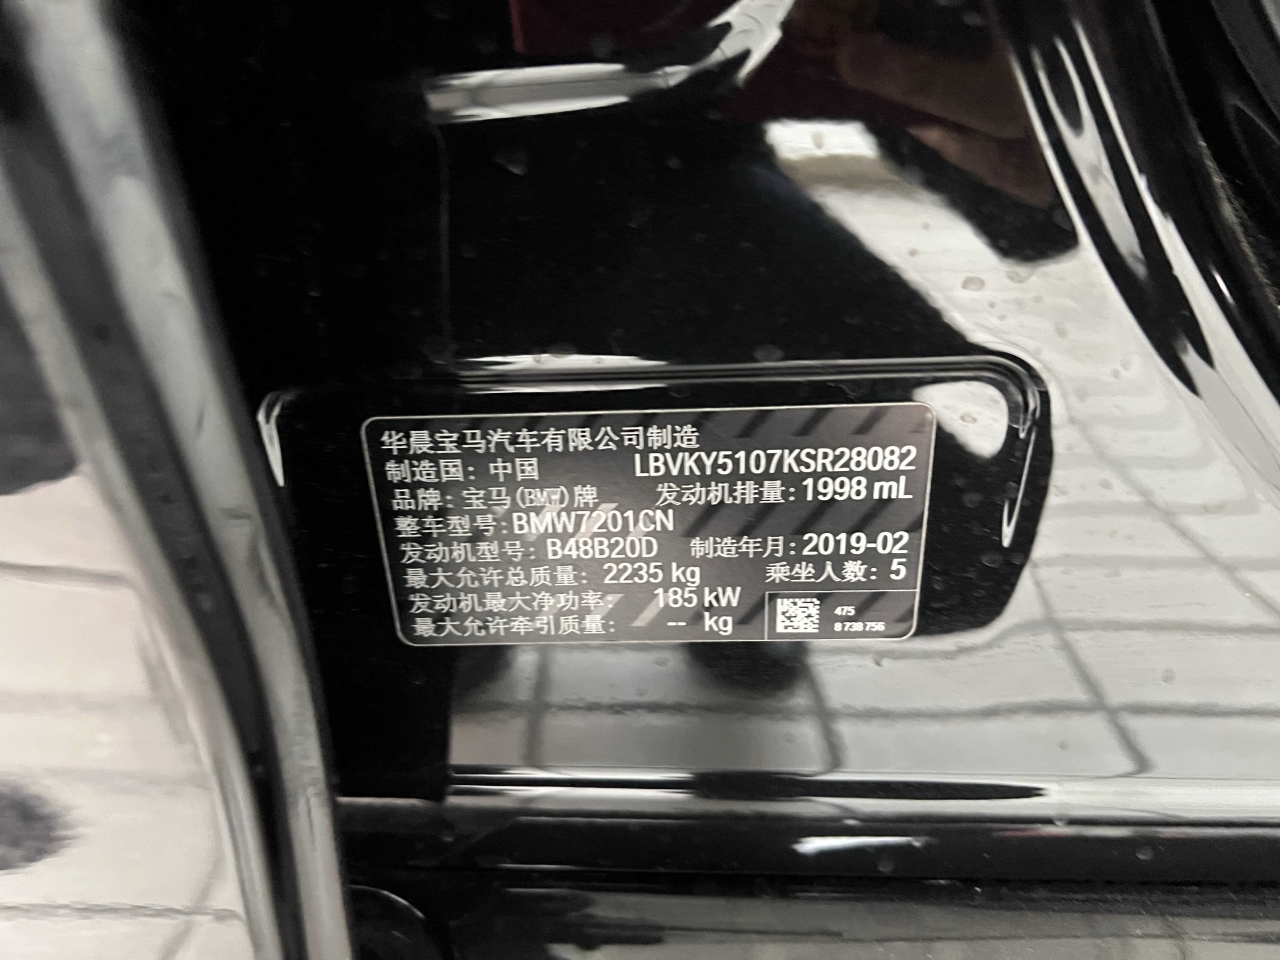 华晨宝马汽车有限公司制造
制造国：中国 LBVKY5107KSR28082
品牌：宝马(BMW)牌 发动机排量：1998 mL
整车型号：BMW7201CN
发动机型号：B48B20D 制造年月：2019-02
最大允许总质量：2235 kg 乘坐人数：5
发动机最大净功率：185 kW
最大允许牵引质量：-- kg
475
8 738 756